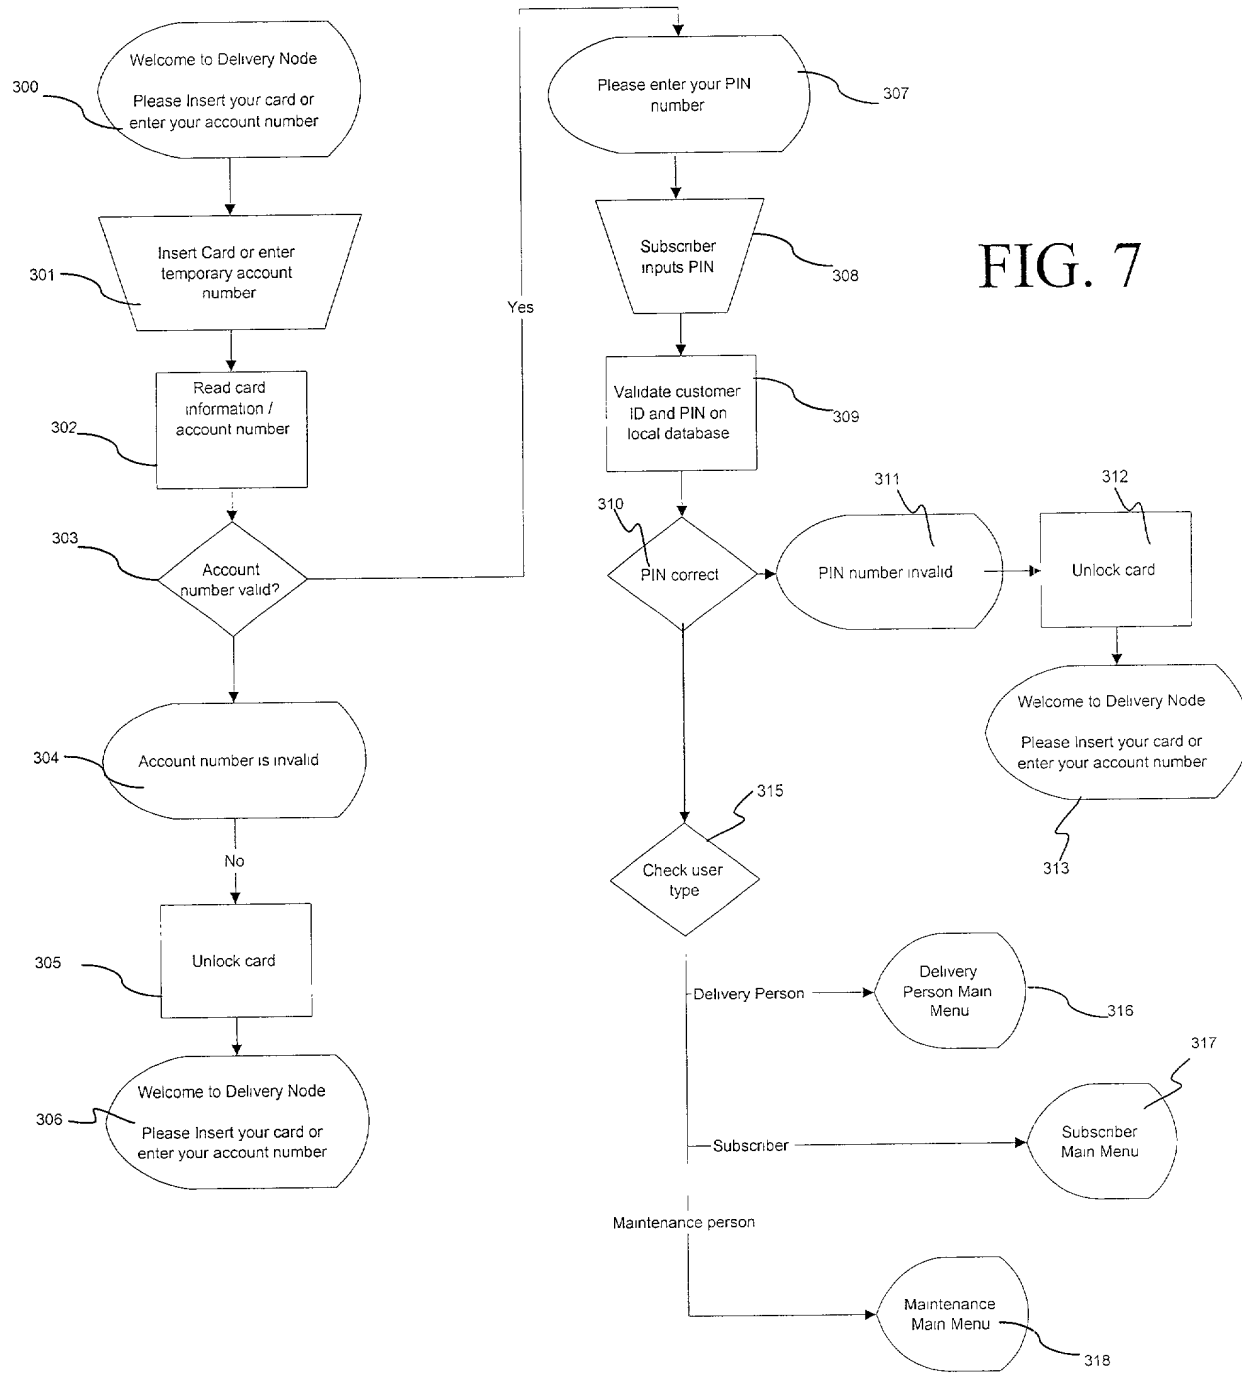 Welcome to Delivery Node
Please Insert your card or
enter your account number
300
Insert Card or enter
temporary account
number
301
Read card
information /
account number
302
303
Account
number valid?
Yes
304
Account number is invalid
No
305
Unlock card
Welcome to Delivery Node
306
Please Insert your card or
enter your account number
Please enter your PIN
number
307
Subscriber
inputs PIN
308
FIG. 7
Validate customer
ID and PIN on
local database
309
310
PIN correct
311
PIN number invalid
312
Unlock card
Welcome to Delivery Node
Please Insert your card or
enter your account number
313
315
Check user
type
Delivery Person
Delivery
Person Main
Menu
316
317
Subscriber
Subscriber
Main Menu
Maintenance person
Maintenance
Main Menu
318